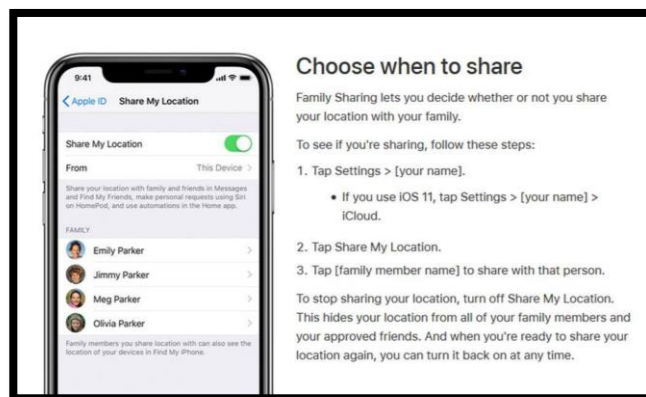 9:41
Apple ID Share My Location
Share My Location
From This Device
Share your location with family and friends in Messages
and Find My Friends, make personal requests using Siri
on HomePod, and use automations in the Home app.
FAMILY
Emily Parker
Jimmy Parker
Meg Parker
Olivia Parker
Family members you share location with can also see the
location of your devices in Find My iPhone.
Choose when to share
Family Sharing lets you decide whether or not you share
your location with your family.
To see if you're sharing, follow these steps:
1. Tap Settings > [your name].
• If you use iOS 11, tap Settings > [your name] >
iCloud.
2. Tap Share My Location.
3. Tap [family member name] to share with that person.
To stop sharing your location, turn off Share My Location.
This hides your location from all of your family members and
your approved friends. And when you're ready to share your
location again, you can turn it back on at any time.